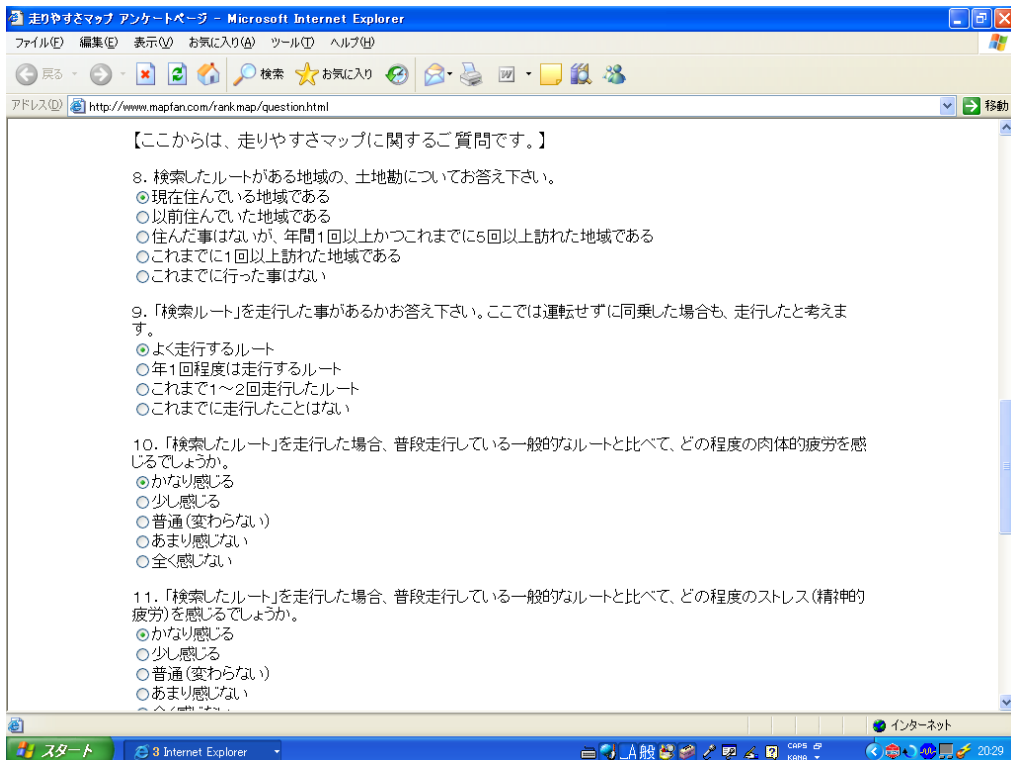 走りやすさマップ アンケートページ - Microsoft Internet Explorer
ファイル(F) 編集(E) 表示(V) お気に入り(A) ツール(T) ヘルプ(H)
戻る 検索 お気に入り
アドレス(D) http://www.mapfan.com/rankmap/question.html 移動
【ここからは、走りやすさマップに関するご質問です。】
8. 検索したルートがある地域の、土地勘についてお答え下さい。
現在住んでいる地域である
以前住んでいた地域である
住んだ事はないが、年間1回以上かつこれまでに5回以上訪れた地域である
これまでに1回以上訪れた地域である
これまでに行った事はない
9. 「検索ルート」を走行した事があるかお答え下さい。ここでは運転せずに同乗した場合も、走行したと考えま
す。
よく走行するルート
年1回程度は走行するルート
これまで1～2回走行したルート
これまでに走行したことはない
10. 「検索したルート」を走行した場合、普段走行している一般的なルートと比べて、どの程度の肉体的疲労を感
じるでしょうか。
かなり感じる
少し感じる
普通(変わらない)
あまり感じない
全く感じない
11. 「検索したルート」を走行した場合、普段走行している一般的なルートと比べて、どの程度のストレス(精神的
疲労)を感じるでしょうか。
かなり感じる
少し感じる
普通(変わらない)
あまり感じない
インターネット
スタート 3 Internet Explorer A 般 CAPS KANA 20:29